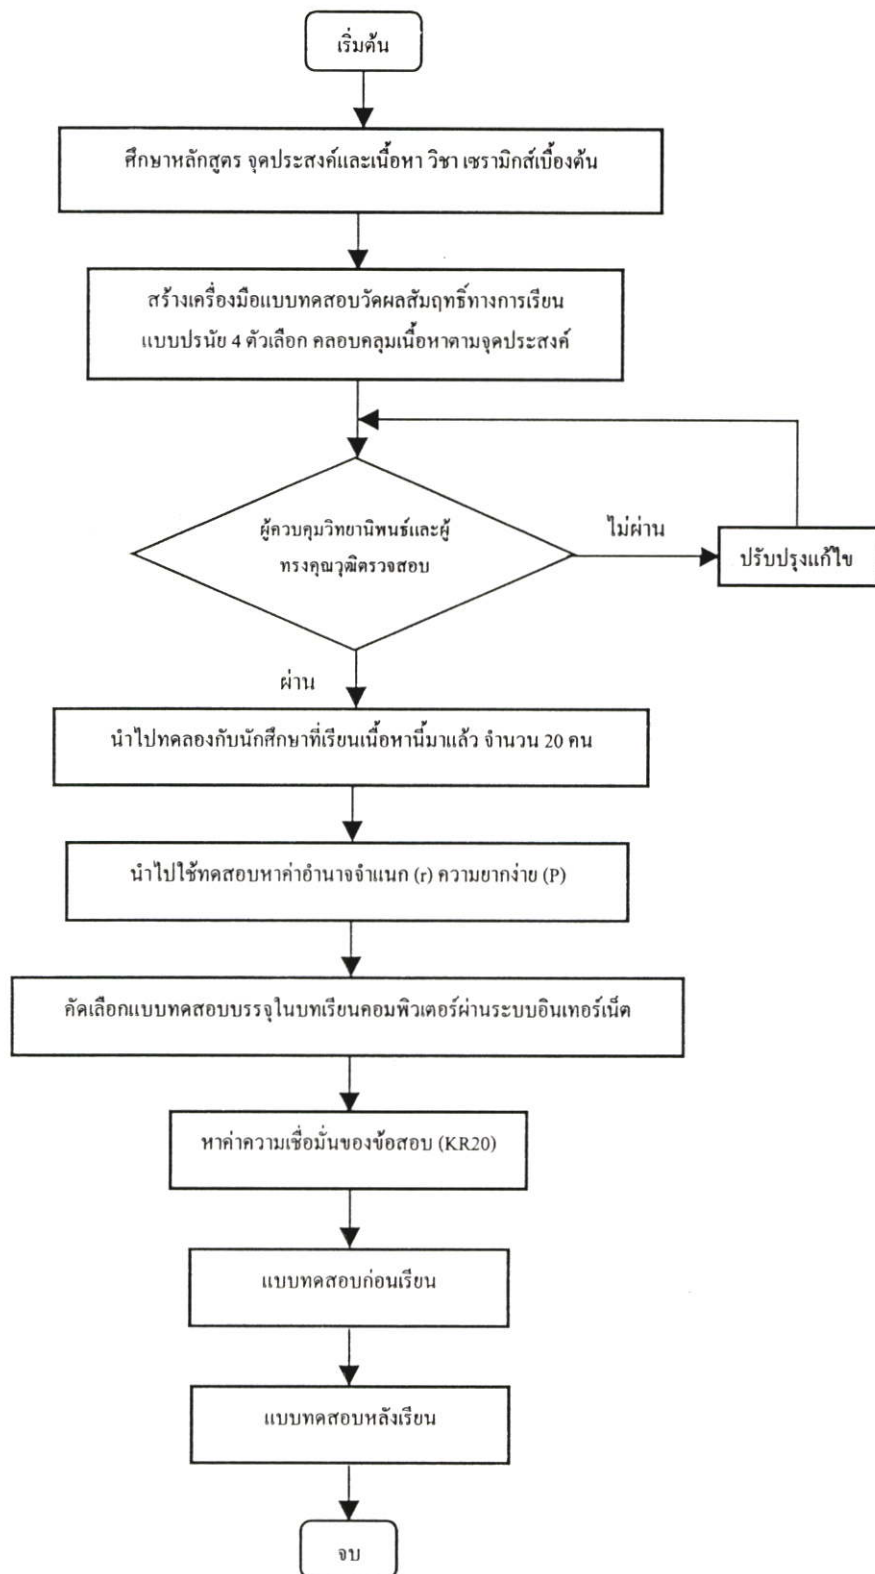 เริ่มต้น
ศึกษาหลักสูตร จุดประสงค์และเนื้อหา วิชา เซรามิกส์เบื้องต้น
สร้างเครื่องมือแบบทดสอบวัดผลสัมฤทธิ์ทางการเรียน
แบบปรนัย 4 ตัวเลือก คลอบคลุมเนื้อหาตามจุดประสงค์
ผู้ควบคุมวิทยานิพนธ์และผู้
ทรงคุณวุฒิตรวจสอบ
ไม่ผ่าน
ปรับปรุงแก้ไข
ผ่าน
นำไปทดลองกับนักศึกษาที่เรียนเนื้อหานี้มาแล้ว จำนวน 20 คน
นำไปใช้ทดสอบหาค่าอำนาจจำแนก (r) ความยากง่าย (P)
คัดเลือกแบบทดสอบบรรจุในบทเรียนคอมพิวเตอร์ผ่านระบบอินเทอร์เน็ต
หาค่าความเชื่อมั่นของข้อสอบ (KR20)
แบบทดสอบก่อนเรียน
แบบทดสอบหลังเรียน
จบ